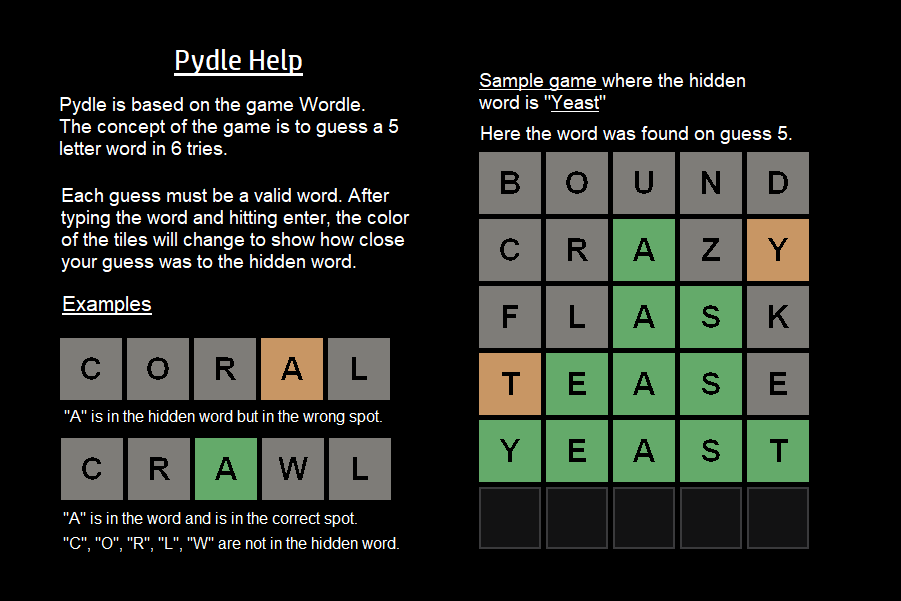 Pydle Help
Pydle is based on the game Wordle.
The concept of the game is to guess a 5
letter word in 6 tries.
Each guess must be a valid word. After
typing the word and hitting enter, the color
of the tiles will change to show how close
your guess was to the hidden word.
Examples
C O R A L
"A" is in the hidden word but in the wrong spot.
C R A W L
"A" is in the word and is in the correct spot.
"C", "O", "R", "L", "W" are not in the hidden word.
Sample game where the hidden
word is "Yeast"
Here the word was found on guess 5.
B O U N D
C R A Z Y
F L A S K
T E A S E
Y E A S T